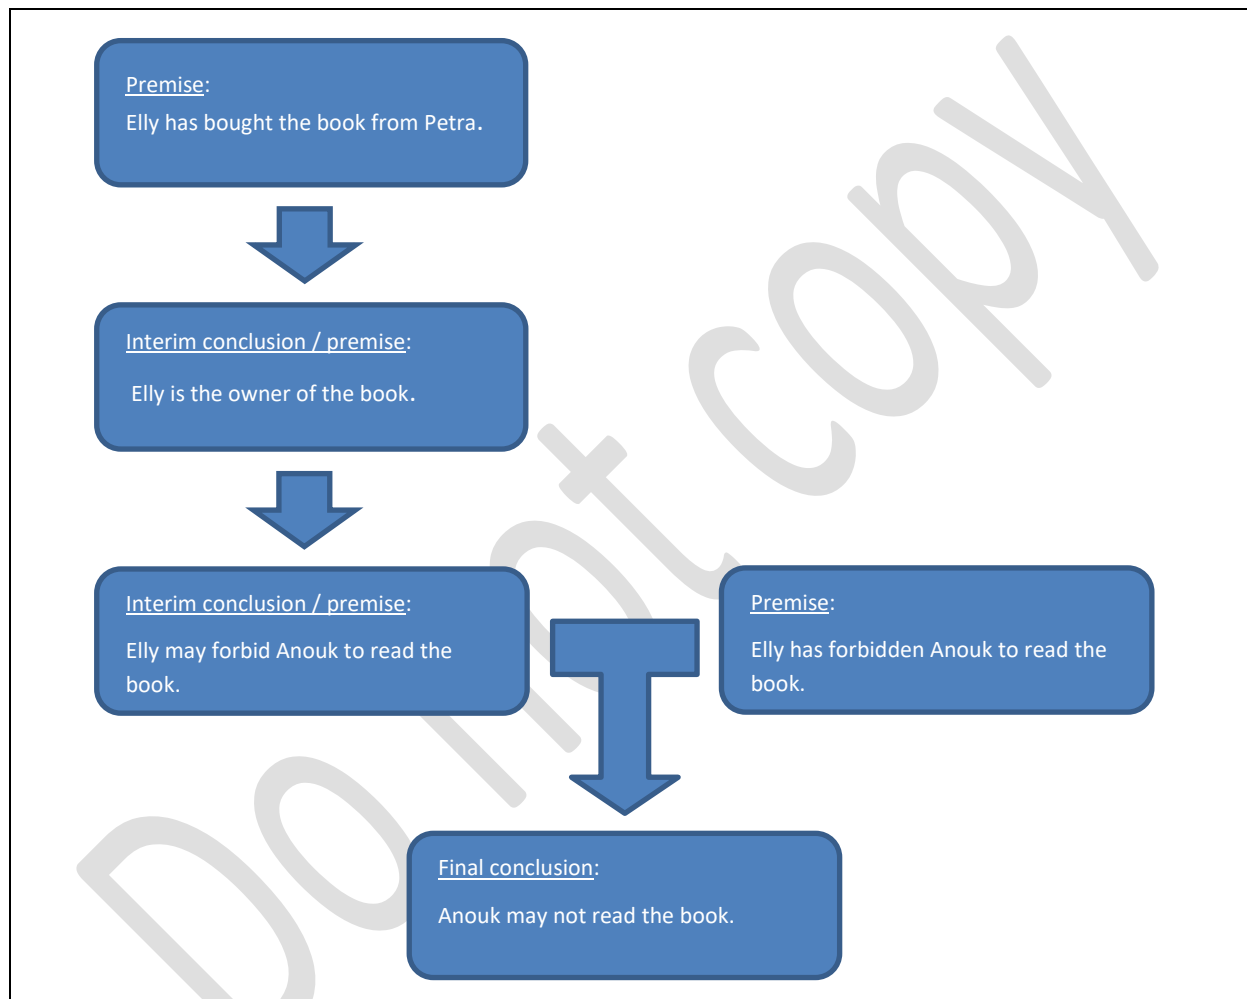 Premise:
Elly has bought the book from Petra.
Interim conclusion / premise:
Elly is the owner of the book.
Interim conclusion / premise:
Elly may forbid Anouk to read the
book.
Premise:
Elly has forbidden Anouk to read the
book.
Final conclusion:
Anouk may not read the book.
Do not copy